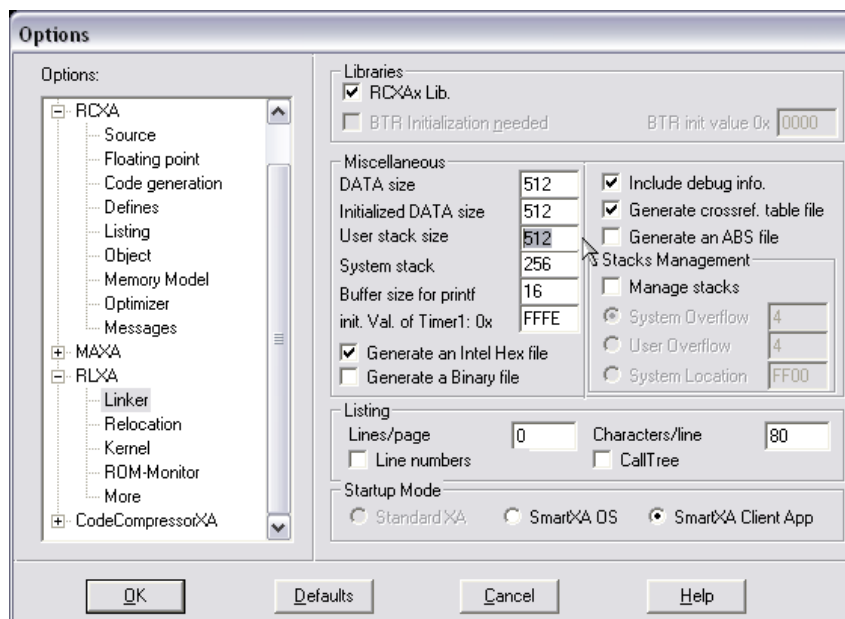 Options
Options:
RCXA
Source
Floating point
Code generation
Defines
Listing
Object
Memory Model
Optimizer
Messages
MAXA
RLXA
Linker
Relocation
Kernel
ROM-Monitor
More
CodeCompressorXA
Libraries
RCXAx Lib.
BTR Initialization needed BTR init value 0x 0000
Miscellaneous
DATA size 512
Initialized DATA size 512
User stack size 512
System stack 256
Buffer size for printf 16
init. Val. of Timer1: 0x FFFE
Generate an Intel Hex file
Generate a Binary file
Include debug info.
Generate crossref. table file
Generate an ABS file
Stacks Management
Manage stacks
System Overflow 4
User Overflow 4
System Location FF00
Listing
Lines/page 0 Characters/line 80
Line numbers CallTree
Startup Mode
Standard XA SmartXA OS SmartXA Client App
OK Defaults Cancel Help